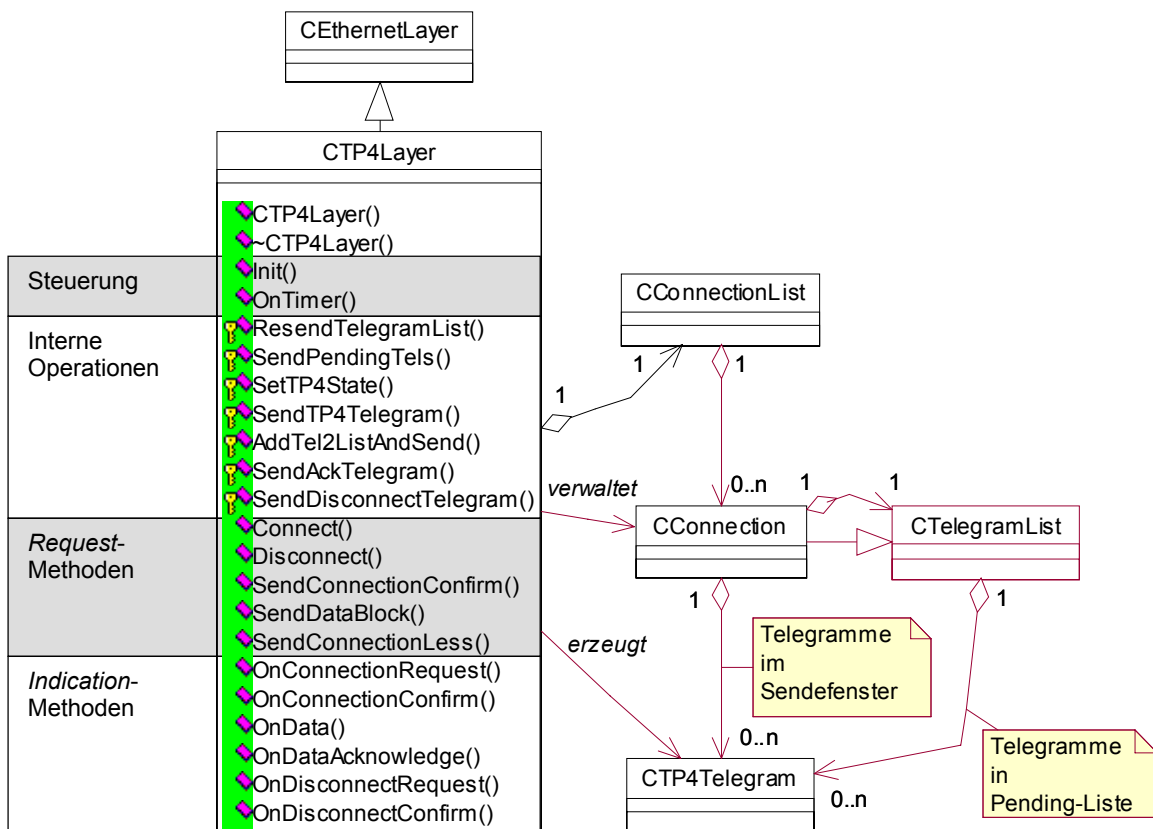 CEthernetLayer
CTP4Layer
CTP4Layer()
~CTP4Layer()
Steuerung
Init()
OnTimer()
Interne
Operationen
ResendTelegramList()
SendPendingTels()
SetTP4State()
SendTP4Telegram()
AddTel2ListAndSend()
SendAckTelegram()
SendDisconnectTelegram()
Request-
Methoden
Connect()
Disconnect()
SendConnectionConfirm()
SendDataBlock()
SendConnectionLess()
Indication-
Methoden
OnConnectionRequest()
OnConnectionConfirm()
OnData()
OnDataAcknowledge()
OnDisconnectRequest()
OnDisconnectConfirm()
CConnectionList
1
1
1
verwaltet
0..n
CConnection
1
1
CTelegramList
1
1
erzeugt
Telegramme
im
Sendefenster
0..n
CTP4Telegram
0..n
Telegramme
in
Pending-Liste